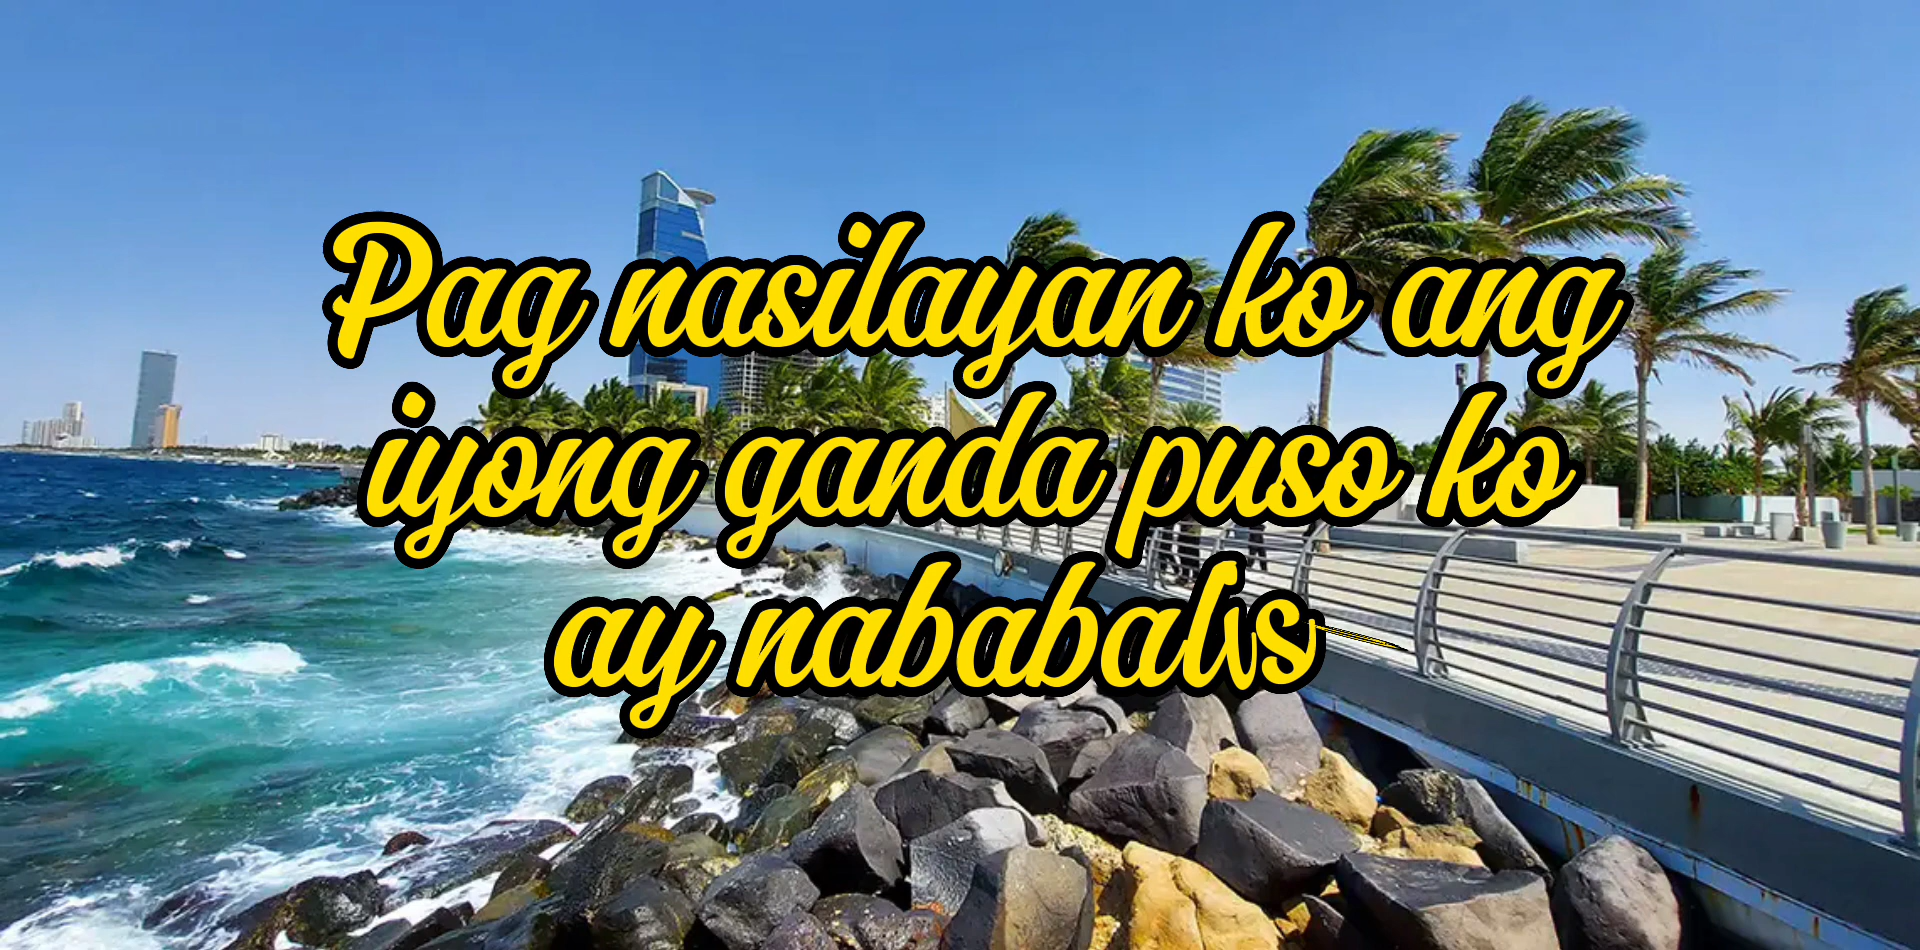 Pag nasilayan ko ang
iyong ganda puso ko
ay